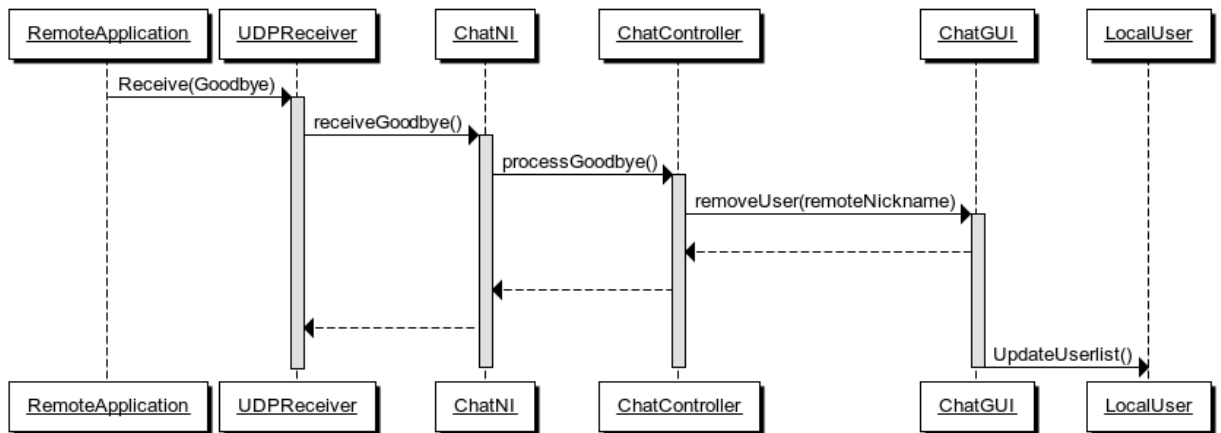 RemoteApplication
UDPReceiver
ChatNI
ChatController
ChatGUI
LocalUser
Receive(Goodbye)
receiveGoodbye()
processGoodbye()
removeUser(remoteNickname)
UpdateUserlist()
RemoteApplication
UDPReceiver
ChatNI
ChatController
ChatGUI
LocalUser